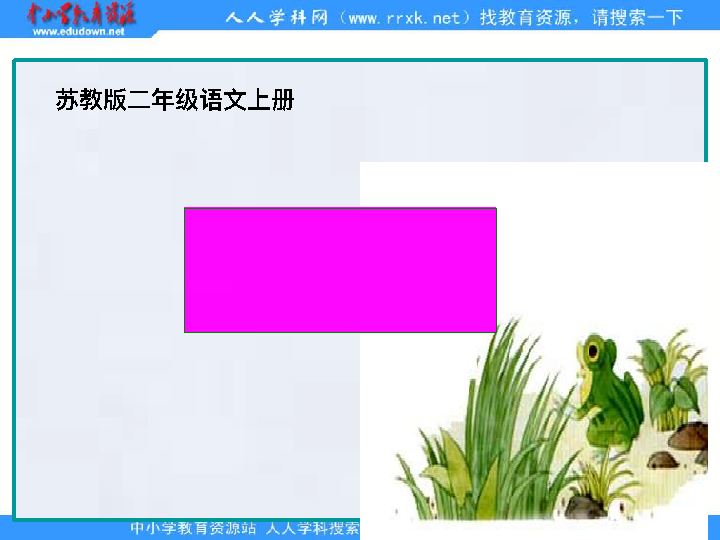 中小学教育资源
www.edudown.net
人人学科网（www.rrxk.net）找教育资源，请搜索一下
苏教版二年级语文上册
中小学教育资源站 人人学科搜索